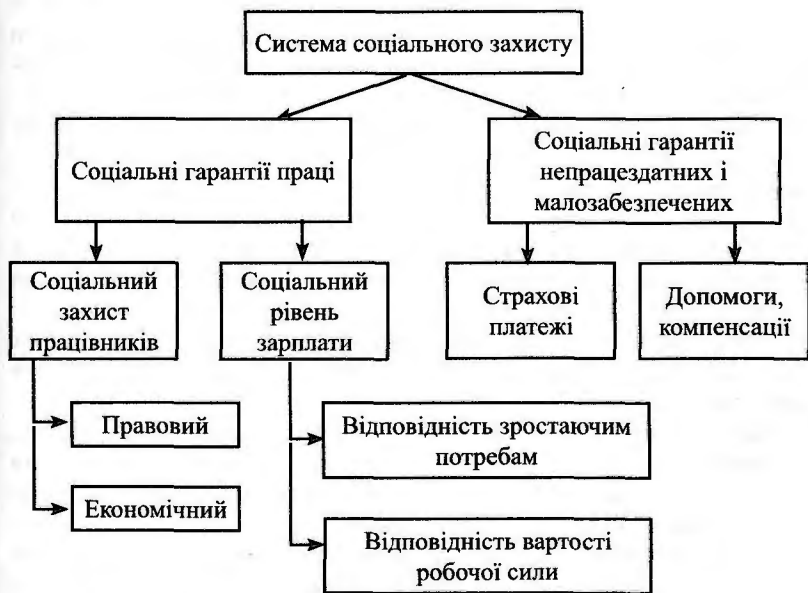 Система соціального захисту
Соціальні гарантії праці
Соціальні гарантії
непрацездатних і
малозабезпечених
Соціальний
захист
працівників
Соціальний
рівень
зарплати
Страхові
платежі
Допомоги,
компенсації
Правовий
Економічний
Відповідність зростаючим
потребам
Відповідність вартості
робочої сили